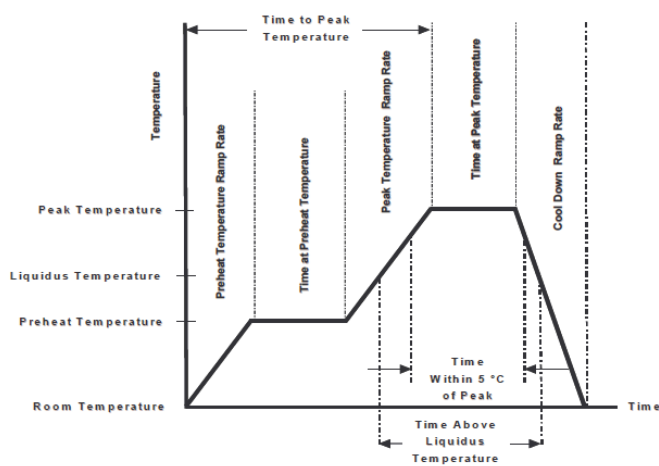 Time to Peak
Temperature
Temperature
Preheat Temperature Ramp Rate
Time at Preheat Temperature
Peak Temperature Ramp Rate
Time at Peak Temperature
Cool Down Ramp Rate
Peak Temperature
Liquidus Temperature
Preheat Temperature
Room Temperature
Time
Within 5 °C
of Peak
Time
Time Above
Liquidus
Temperature